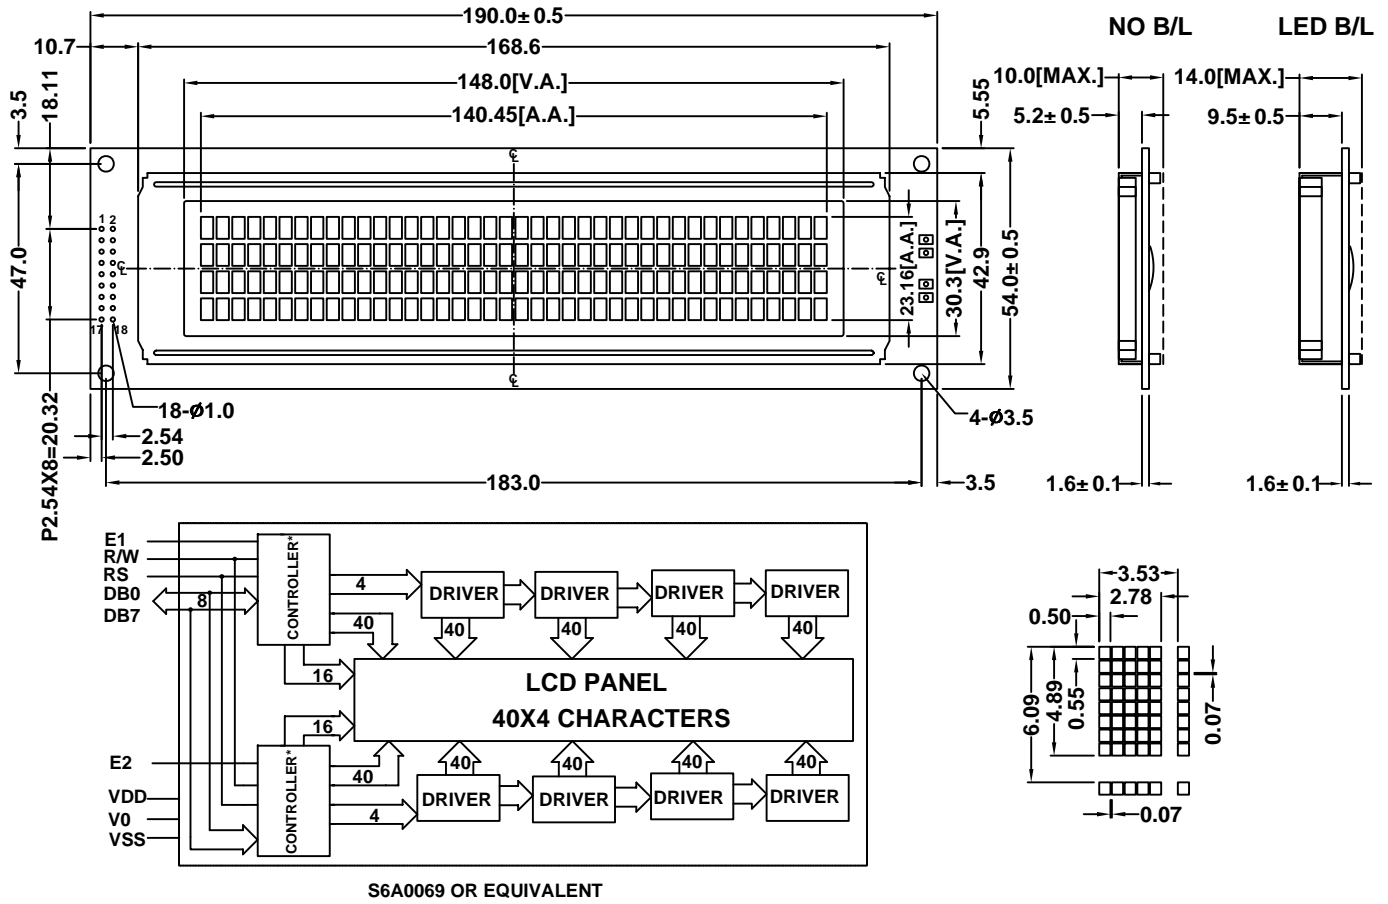 190.0± 0.5
NO B/L
LED B/L
10.7
168.6
148.0[V.A.]
140.45[A.A.]
10.0[MAX.]
14.0[MAX.]
5.2± 0.5
9.5± 0.5
3.5
18.11
5.55
1 2
17 18
47.0
P2.54X8=20.32
23.16[A.A.]
30.3[V.A.]
42.9
54.0± 0.5
18-Ø1.0
2.54
2.50
183.0
4-Ø3.5
3.5
1.6± 0.1
1.6± 0.1
E1
R/W
RS
DB0
DB7
8
CONTROLLER*
4
40
16
DRIVER
DRIVER
DRIVER
DRIVER
40
40
40
40
LCD PANEL
40X4 CHARACTERS
16
E2
VDD
V0
VSS
CONTROLLER*
40
4
40
40
40
40
DRIVER
DRIVER
DRIVER
DRIVER
S6A0069 OR EQUIVALENT
3.53
2.78
0.50
6.09
4.89
0.55
0.07
0.07